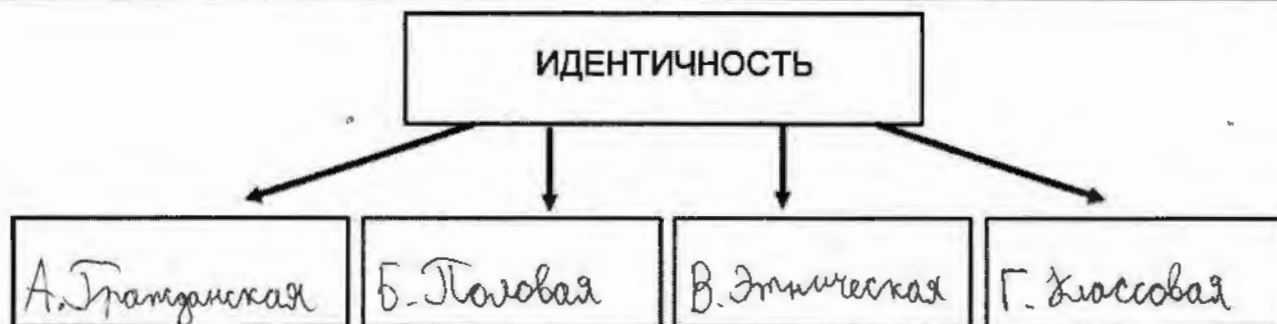 ИДЕНТИЧНОСТЬ
А. Гражданская
Б. Половая
В. Этническая
Г. Классовая